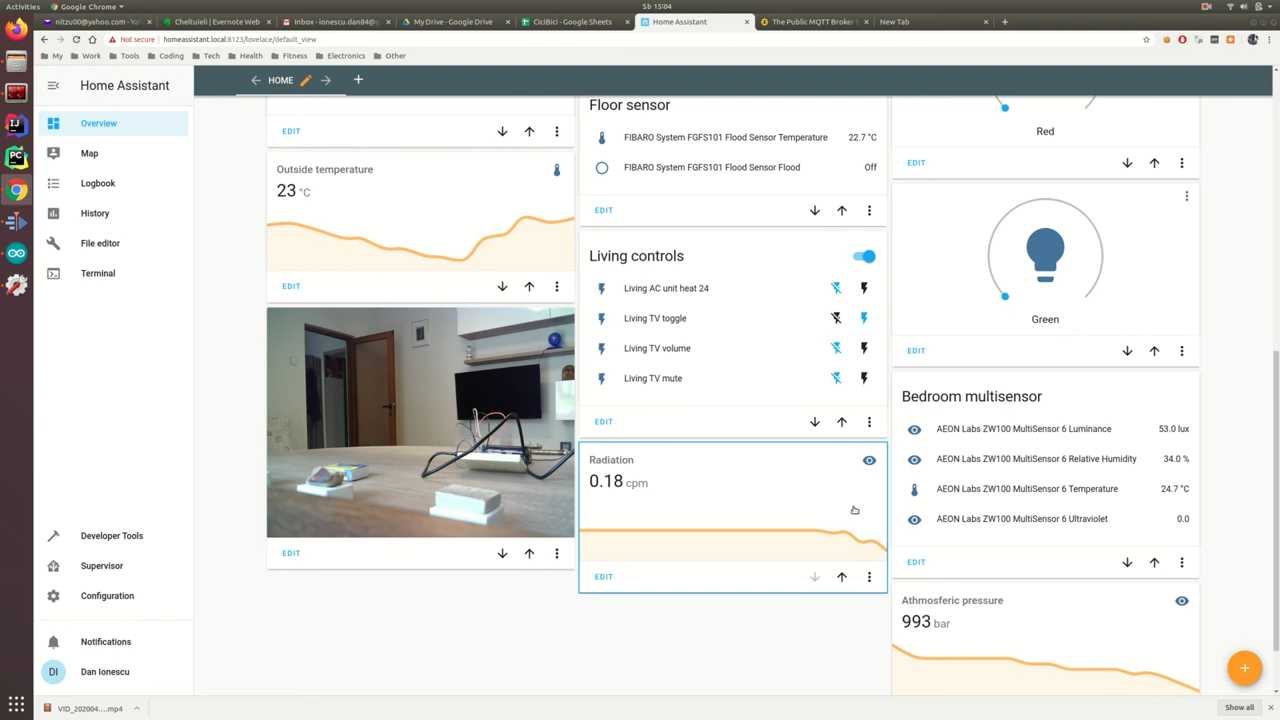 Activities
Google Chrome
Sb 15:04
nitzu00@yahoo.com
Cheltuieli | Evernote Web
My Drive - Google Drive
CiciBici - Google Sheets
Home Assistant
The Public MQTT Broker
New Tab
Not secure
homeassistant.local:8123/lovelace/default_view
My
Work
Tools
Coding
Tech
Health
Fitness
Electronics
Other
Home Assistant
Overview
Map
Logbook
History
File editor
Terminal
Developer Tools
Supervisor
Configuration
Notifications
DI
Dan Ionescu
HOME
EDIT
Outside temperature
23 °C
EDIT
EDIT
Floor sensor
FIBARO System FGFS101 Flood Sensor Temperature 22.7 °C
FIBARO System FGFS101 Flood Sensor Flood Off
EDIT
Living controls
Living AC unit heat 24
Living TV toggle
Living TV volume
Living TV mute
EDIT
Radiation
0.18 cpm
EDIT
Red
EDIT
Green
EDIT
Bedroom multisensor
AEON Labs ZW100 MultiSensor 6 Luminance 53.0 lux
AEON Labs ZW100 MultiSensor 6 Relative Humidity 34.0 %
AEON Labs ZW100 MultiSensor 6 Temperature 24.7 °C
AEON Labs ZW100 MultiSensor 6 Ultraviolet 0.0
EDIT
Athmosferic pressure
993 bar
VID_202004....mp4
Show all